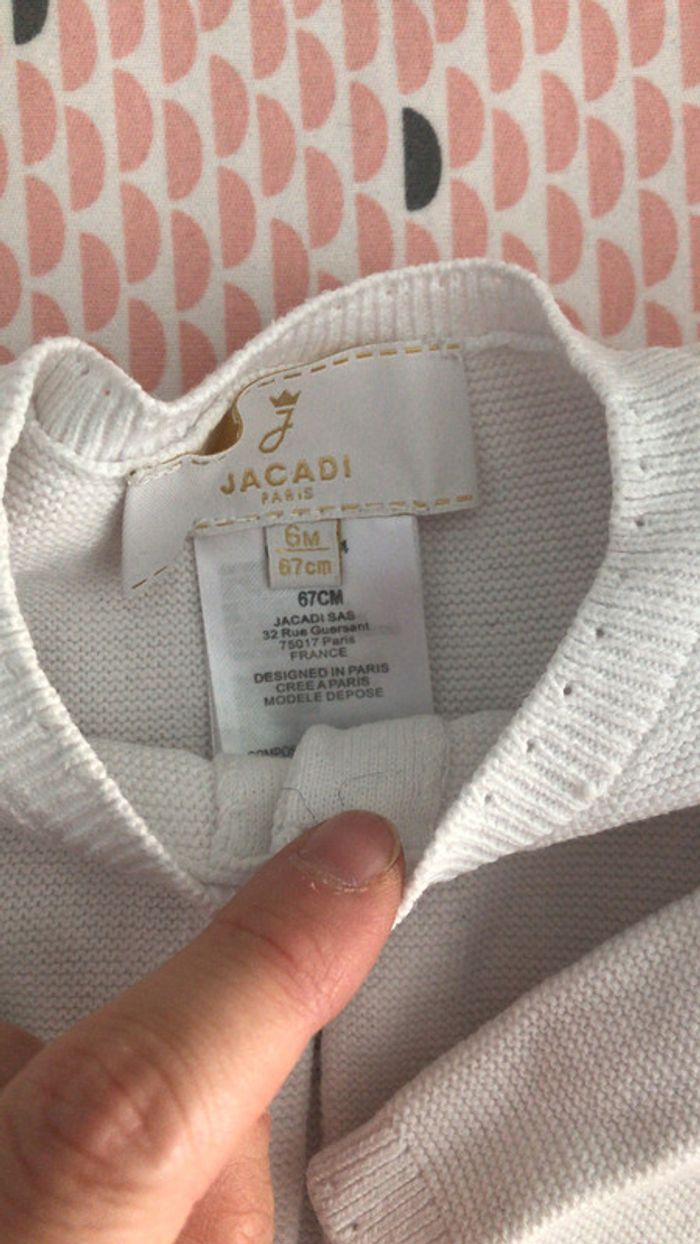 J
JACADI
PARIS
6M
67cm
67CM
JACADI SAS
32 Rue Guersant
75017 Paris
FRANCE
DESIGNED IN PARIS
CREE A PARIS
MODELE DEPOSE